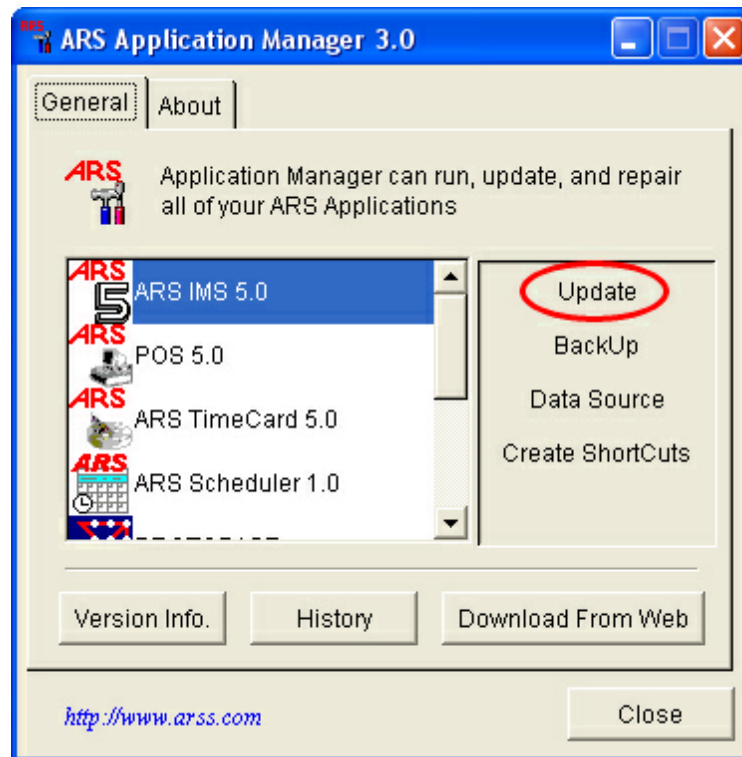 ARS ARS Application Manager 3.0
General About
ARS
Application Manager can run, update, and repair
all of your ARS Applications
ARS 5 ARS IMS 5.0
ARS POS 5.0
ARS ARS TimeCard 5.0
ARS ARS Scheduler 1.0
Update
BackUp
Data Source
Create ShortCuts
Version Info. History Download From Web
http://www.arss.com
Close